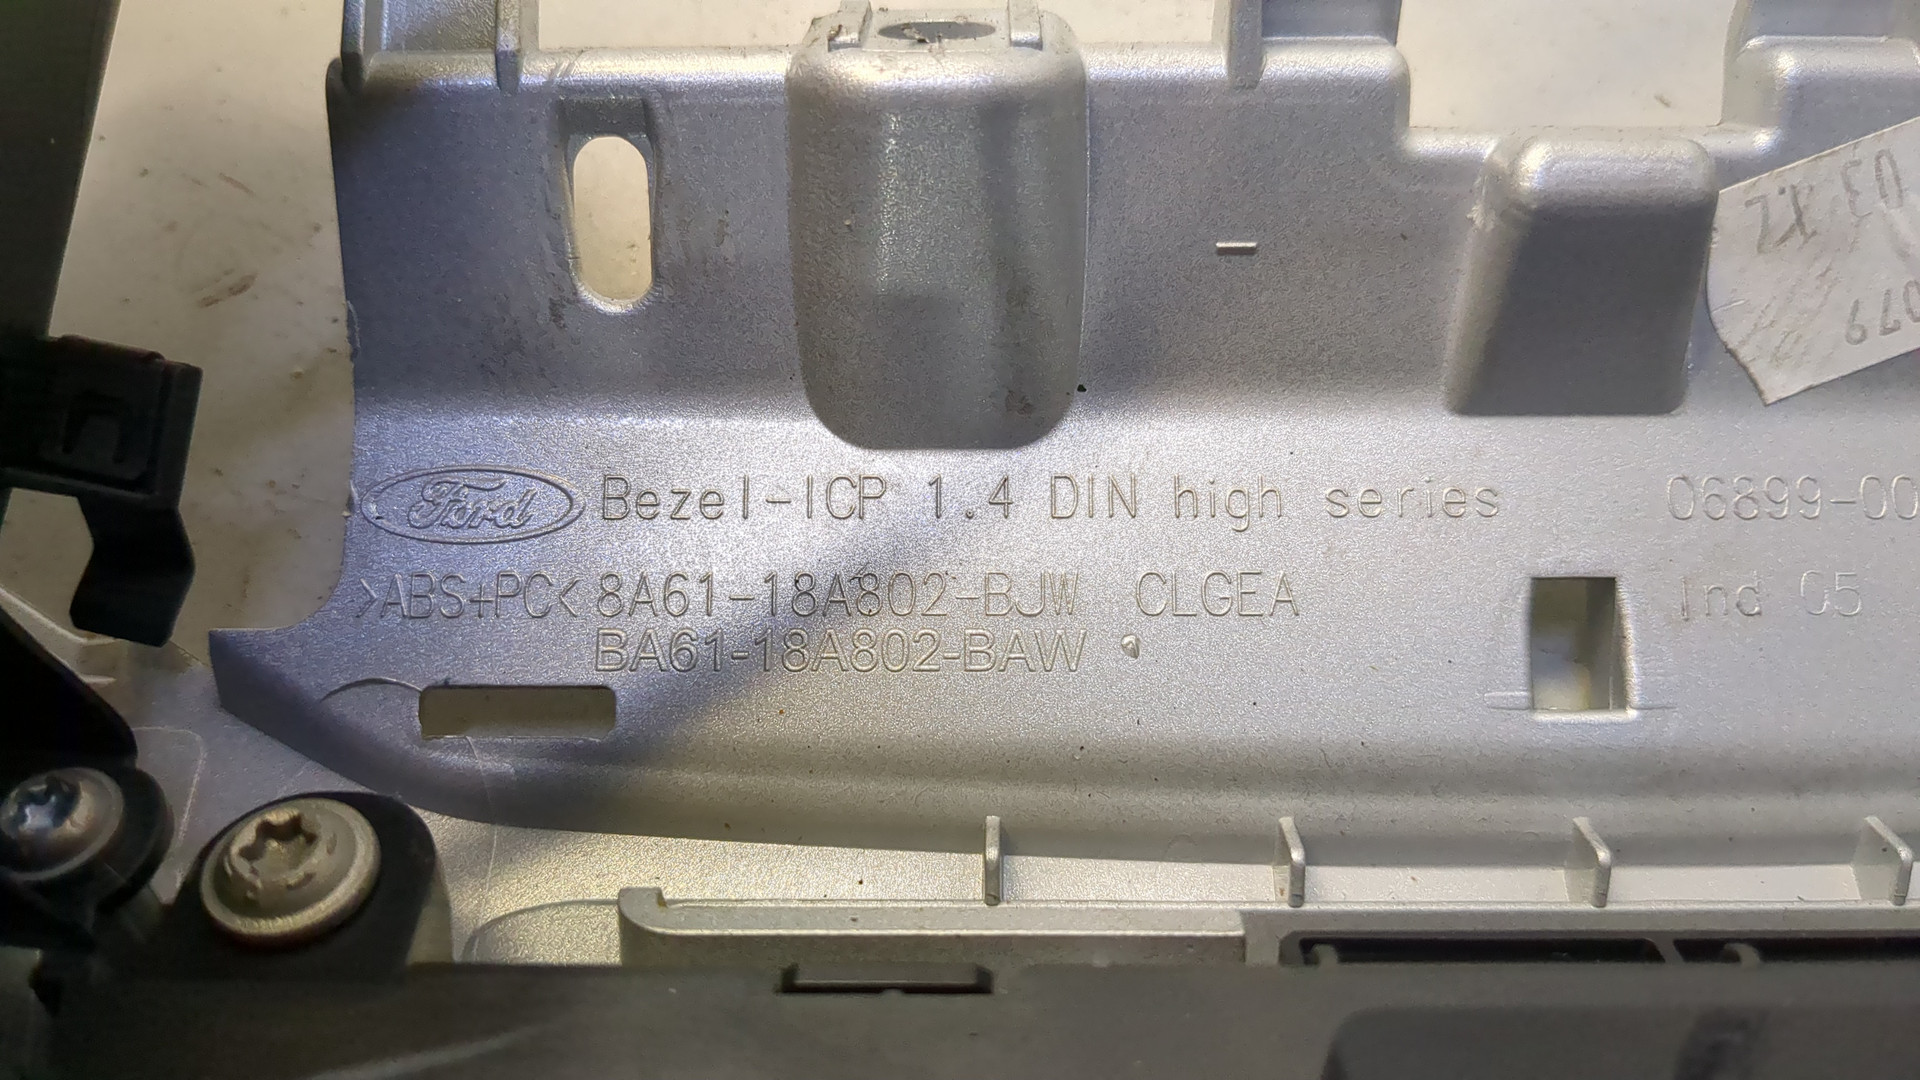 Ford Bezel-ICP 1.4 DIN high series 06899-00
>ABS+PC< 8A61-18A802-BJW CLGEA Ind 05
BA61-18A802-BAW